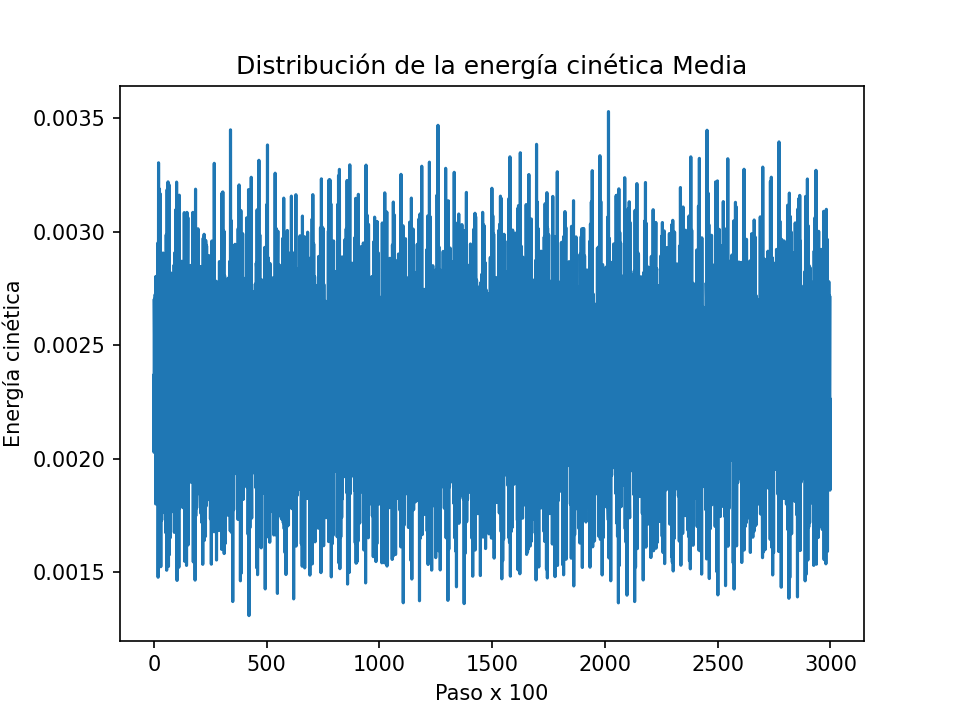 Distribución de la energía cinética Media
Energía cinética
0.0035
0.0030
0.0025
0.0020
0.0015
0 500 1000 1500 2000 2500 3000
Paso x 100